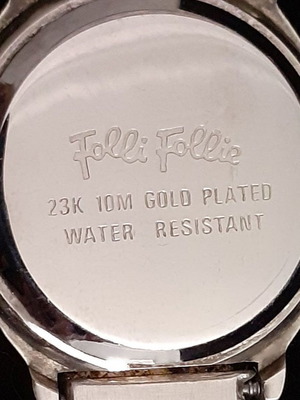 Folli Follie
23K 10M GOLD PLATED
WATER RESISTANT